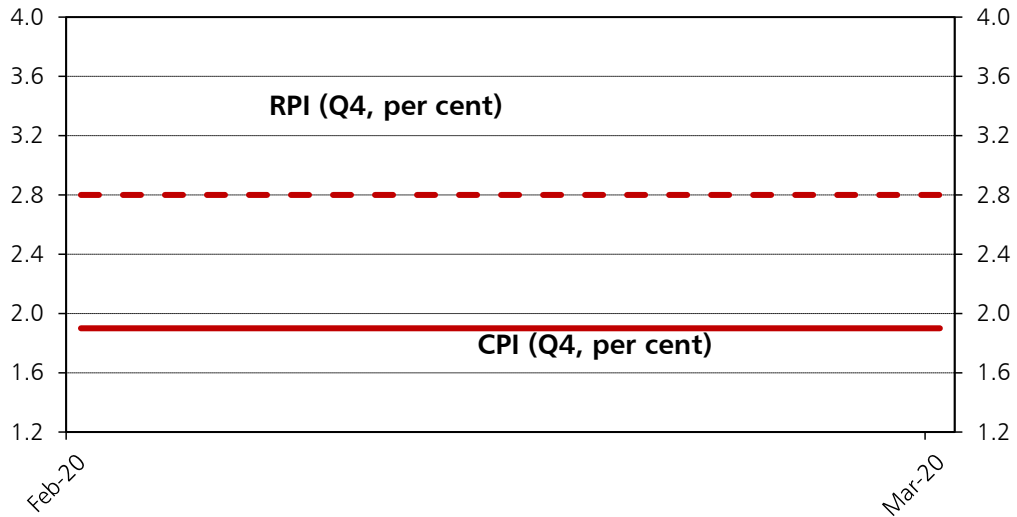 4.0 4.0
3.6 3.6
RPI (Q4, per cent)
3.2 3.2
2.8 2.8
2.4 2.4
2.0 2.0
CPI (Q4, per cent)
1.6 1.6
1.2 1.2
Feb-20 Mar-20